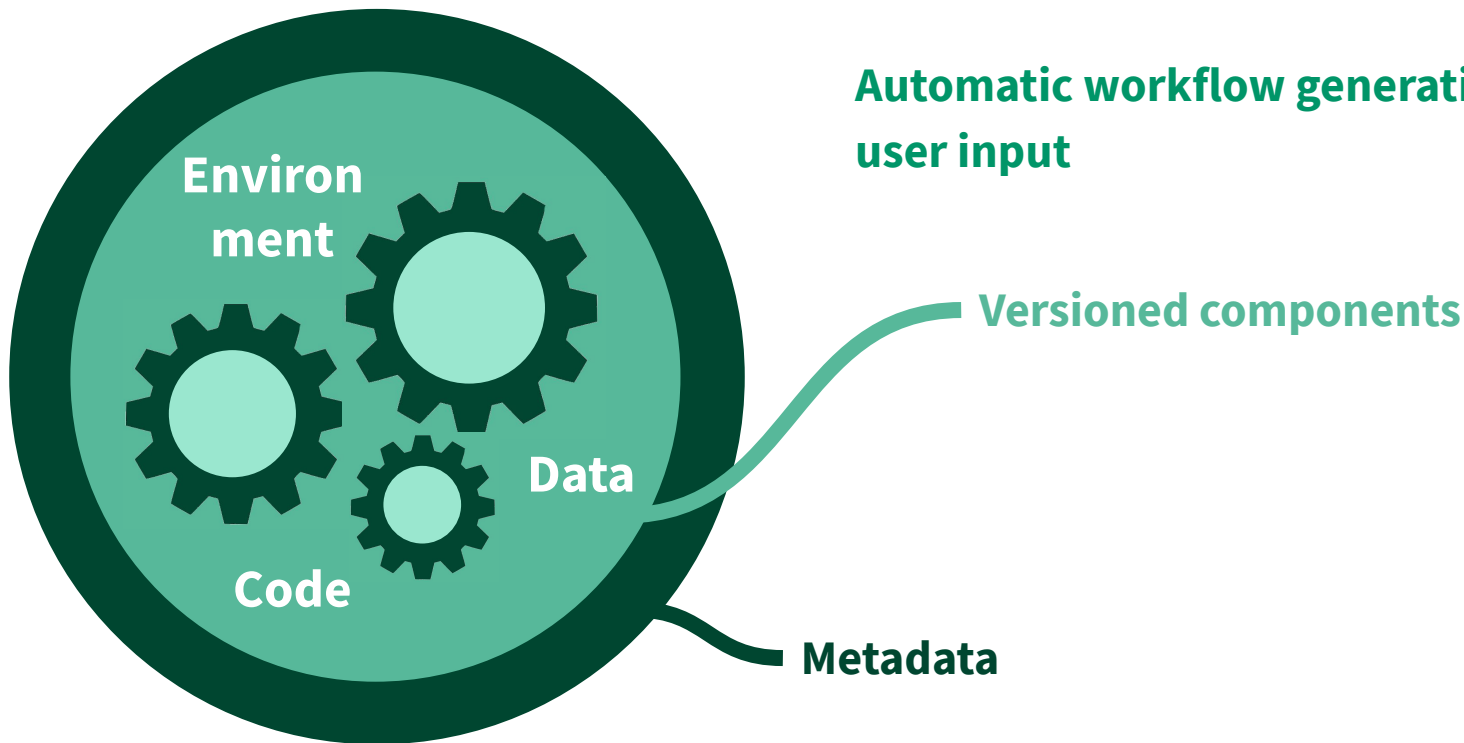 Automatic workflow generati
user input
Environ
ment
Versioned components
Data
Code
Metadata